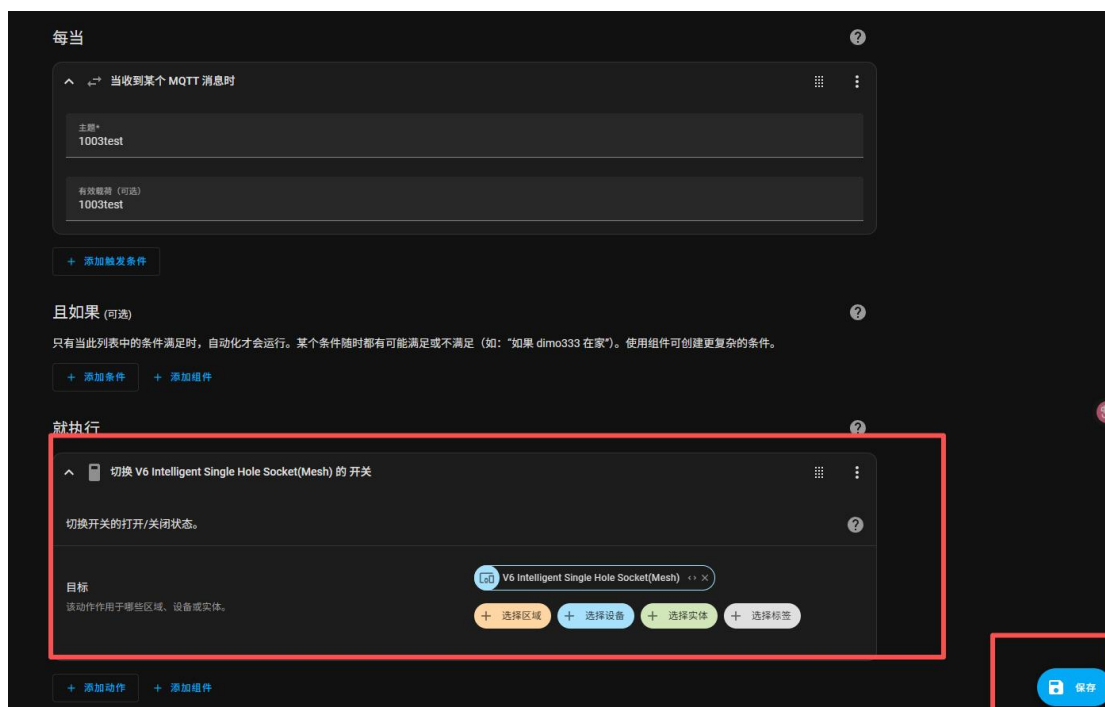 每当
当收到某个 MQTT 消息时
主题*
1003test
有效载荷（可选）
1003test
+ 添加触发条件
且如果 (可选)
只有当此列表中的条件满足时，自动化才会运行。某个条件随时都有可能满足或不满足（如：“如果 dimo333 在家”）。使用组件可创建更复杂的条件。
+ 添加条件 + 添加组件
就执行
切换 V6 Intelligent Single Hole Socket(Mesh) 的 开关
切换开关的打开/关闭状态。
V6 Intelligent Single Hole Socket(Mesh)
目标
该动作作用于哪些区域、设备或实体。
+ 选择区域 + 选择设备 + 选择实体 + 选择标签
+ 添加动作 + 添加组件
保存